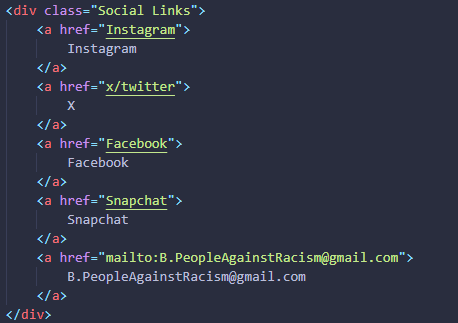 <div class="Social Links">
<a href="Instagram">
Instagram
</a>
<a href="x/twitter">
X
</a>
<a href="Facebook">
Facebook
</a>
<a href="Snapchat">
Snapchat
</a>
<a href="mailto:B.PeopleAgainstRacism@gmail.com">
B.PeopleAgainstRacism@gmail.com
</a>
</div>